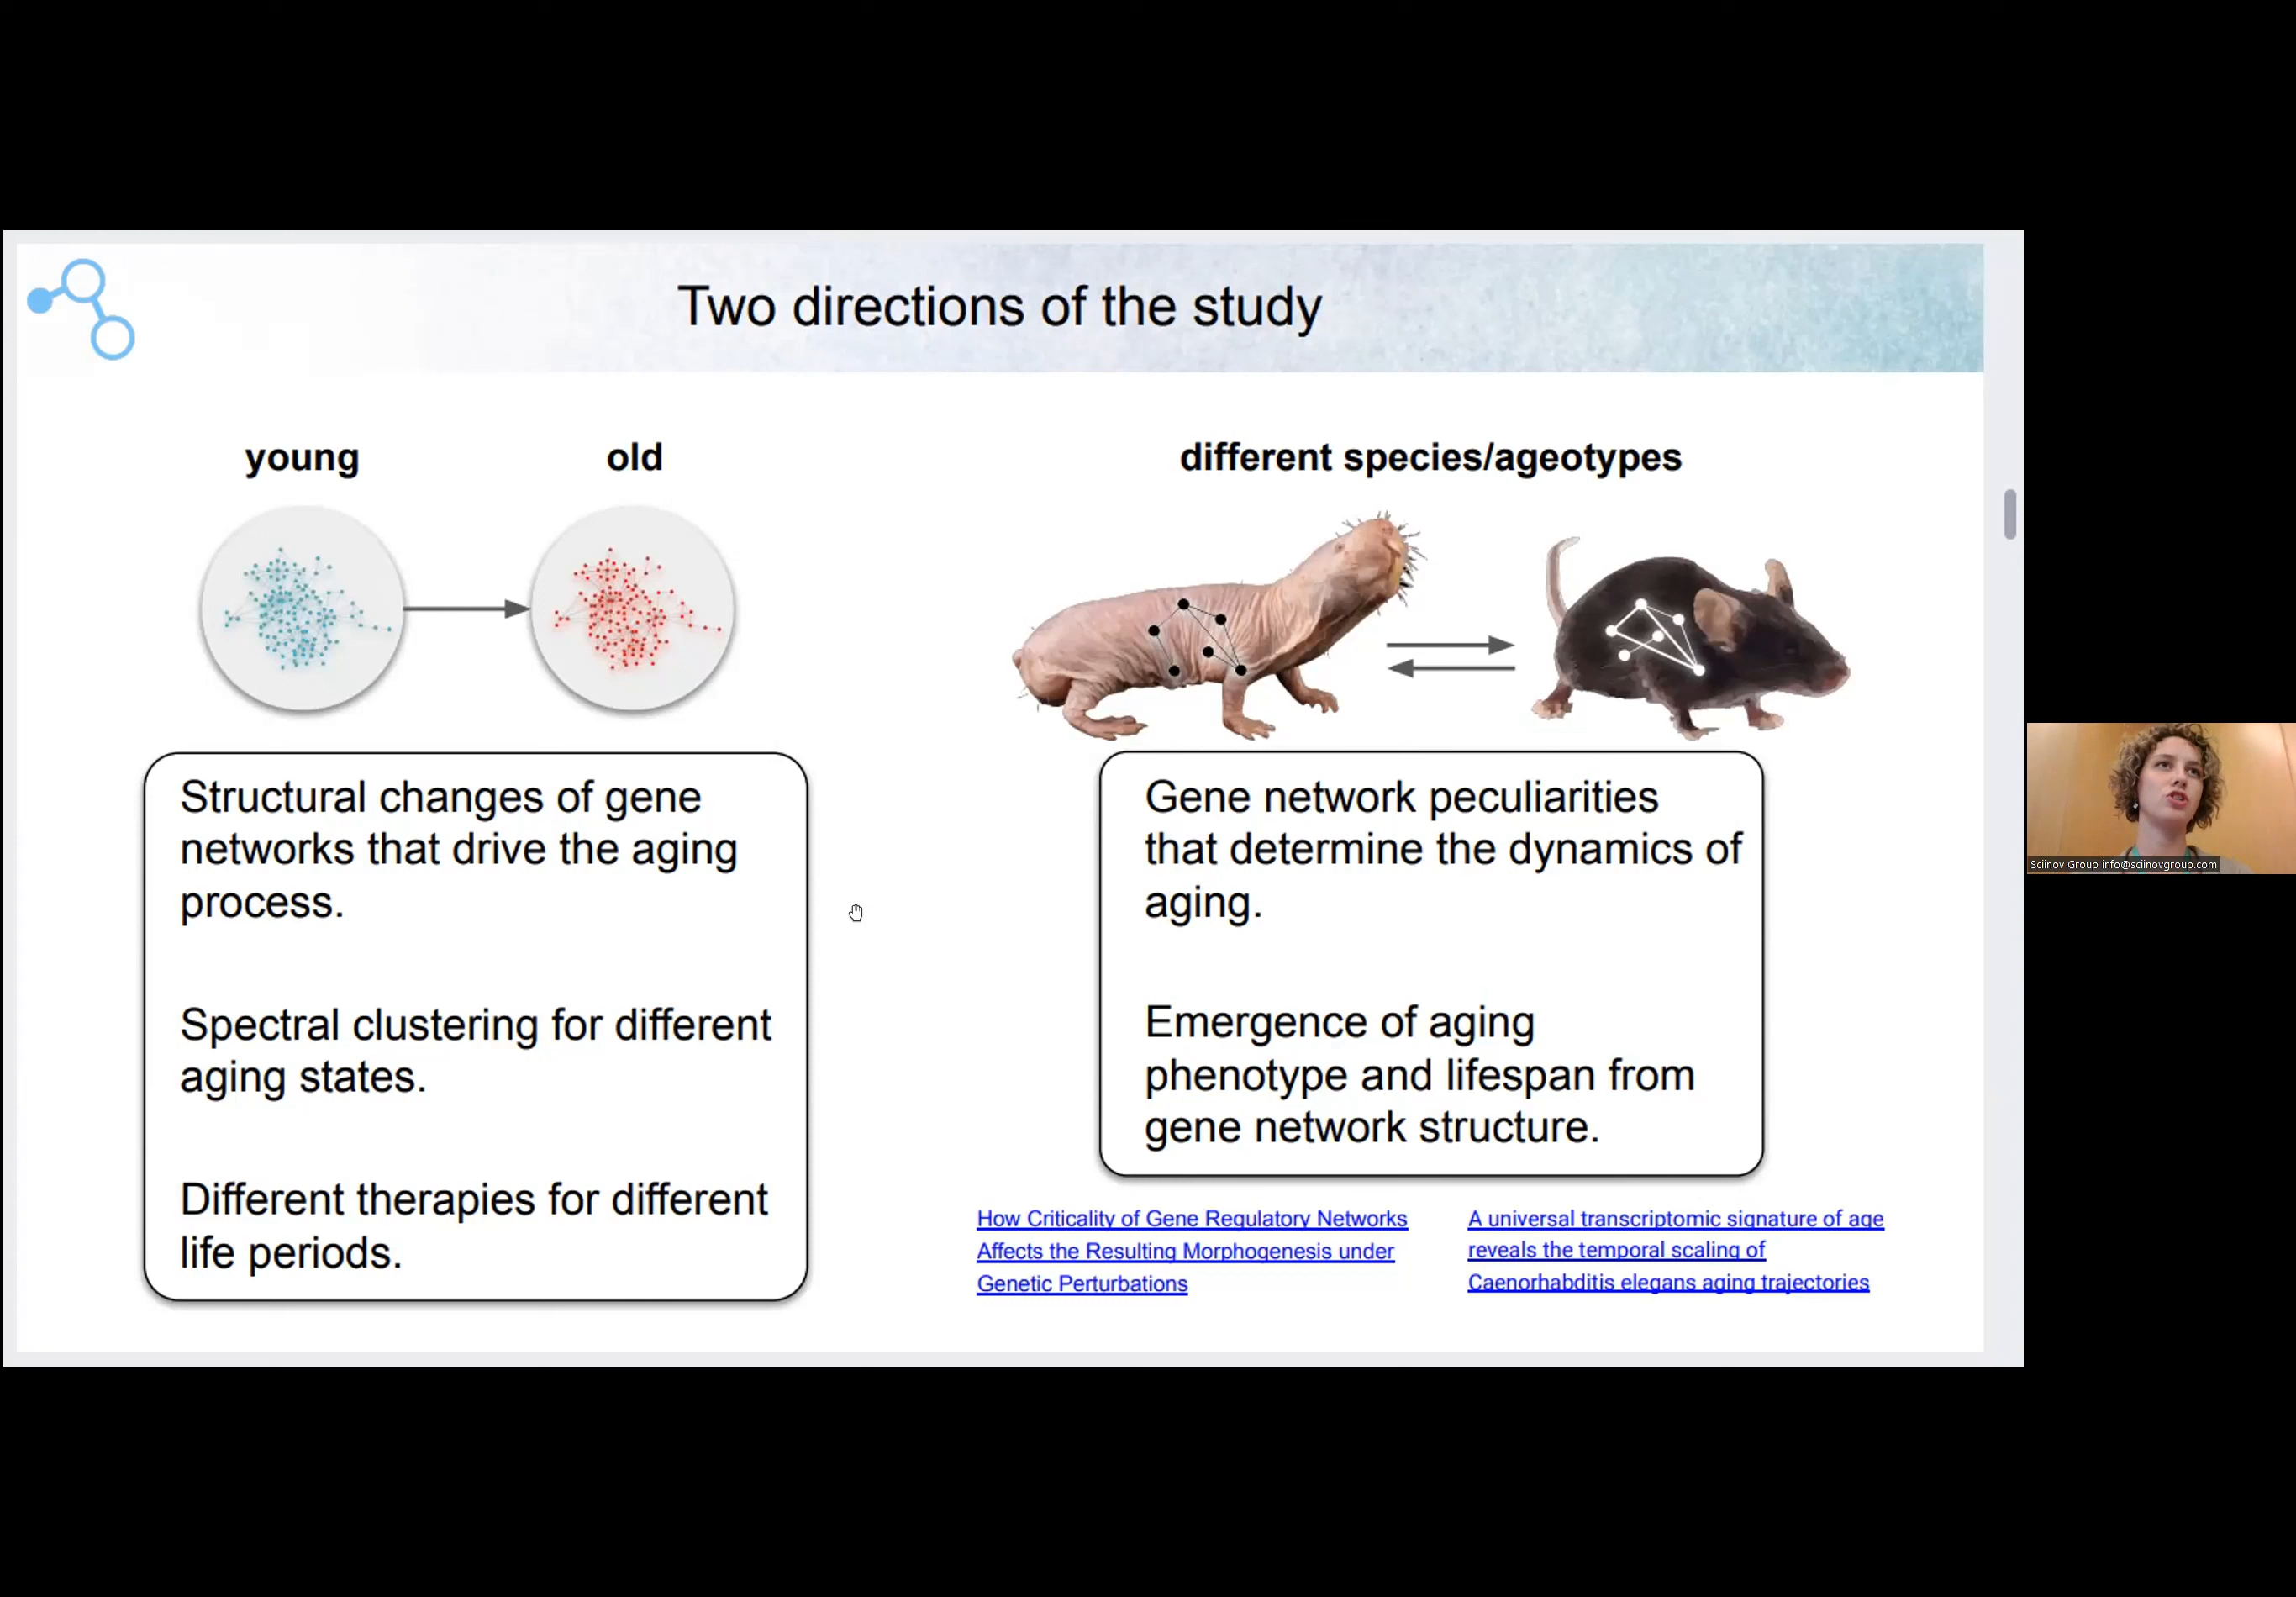 Two directions of the study
young
old
Structural changes of gene
networks that drive the aging
process.
Spectral clustering for different
aging states.
Different therapies for different
life periods.
different species/ageotypes
Gene network peculiarities
that determine the dynamics of
aging.
Emergence of aging
phenotype and lifespan from
gene network structure.
How Criticality of Gene Regulatory Networks
Affects the Resulting Morphogenesis under
Genetic Perturbations
A universal transcriptomic signature of age
reveals the temporal scaling of
Caenorhabditis elegans aging trajectories
Sciinov Group info@sciinovgroup.com